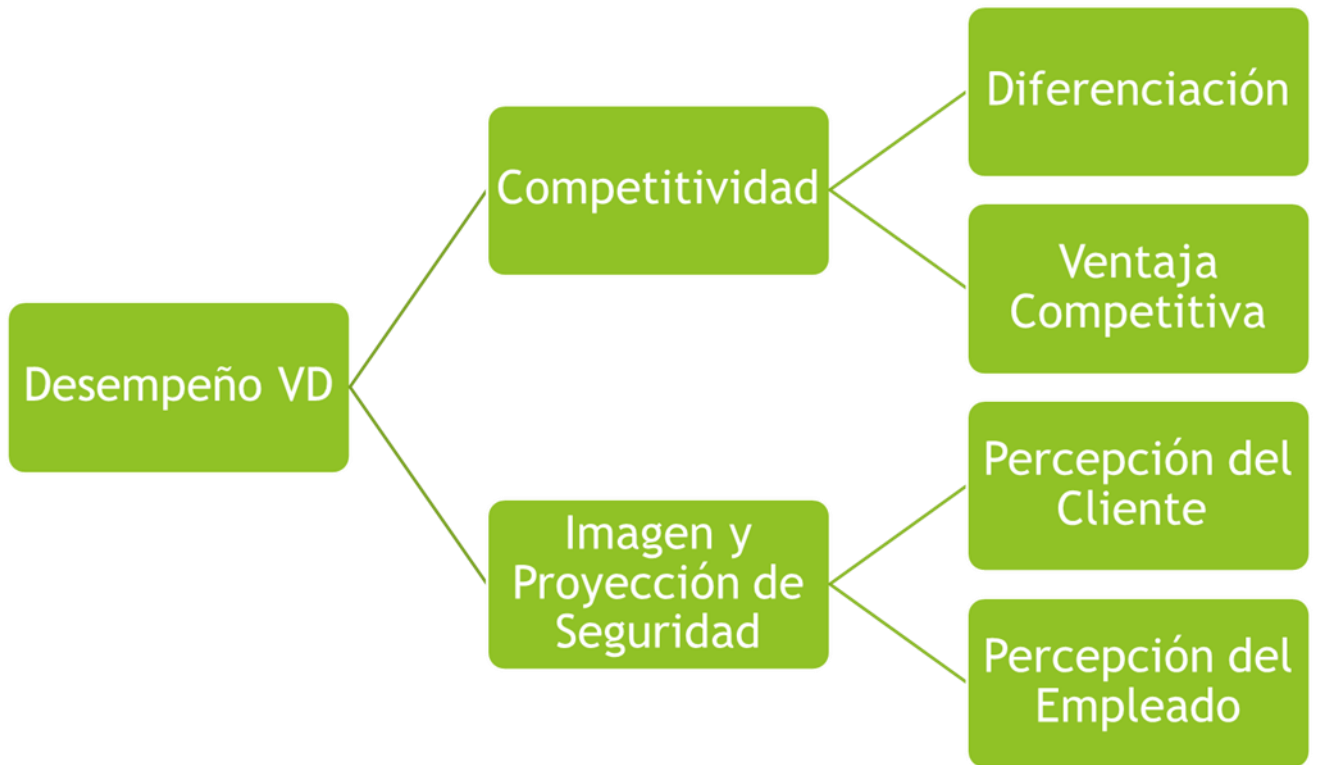 Desempeño VD
Competitividad
Diferenciación
Ventaja
Competitiva
Imagen y
Proyección de
Seguridad
Percepción del
Cliente
Percepción del
Empleado